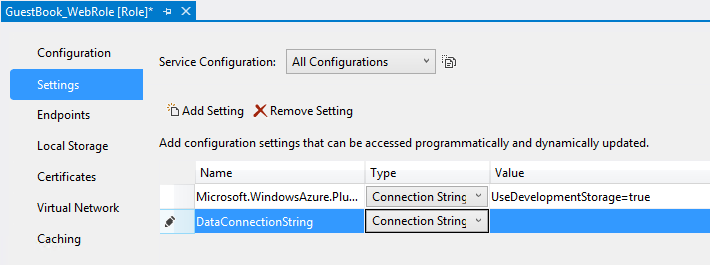 GuestBook_WebRole [Role]*
Configuration
Settings
Endpoints
Local Storage
Certificates
Virtual Network
Caching
Service Configuration: All Configurations
Add Setting Remove Setting
Add configuration settings that can be accessed programmatically and dynamically updated.
Name Type Value
Microsoft.WindowsAzure.Plu... Connection String UseDevelopmentStorage=true
DataConnectionString Connection String